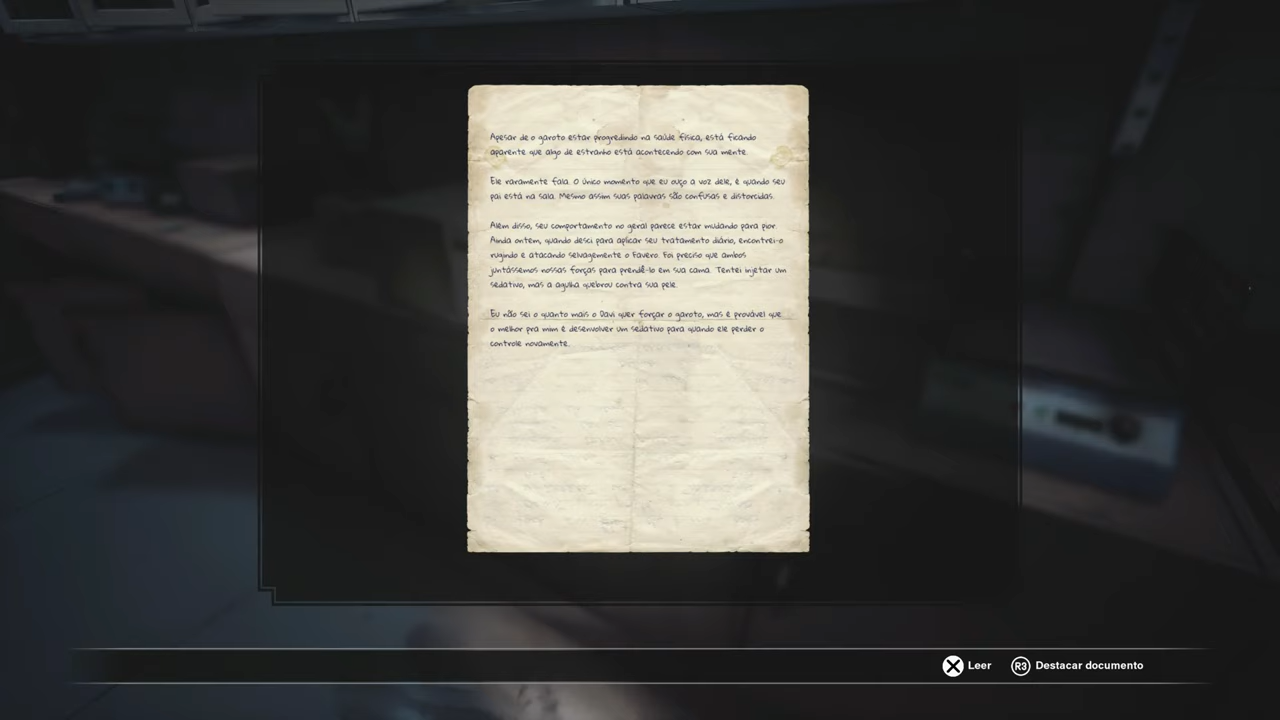 Apesar de o garoto estar progredindo na saúde física, está ficando
aparente que algo de estranho está acontecendo com sua mente.
Ele raramente fala. O único momento que eu ouço a voz dele, é quando seu
pai está na sala. Mesmo assim suas palavras são confusas e distorcidas.
Além disso, seu comportamento no geral parece estar mudando para pior.
Ainda ontem, quando desci para aplicar seu tratamento diário, encontrei-o
rugindo e atacando selvagemente o Favero. Foi preciso que ambos
juntássemos nossas forças para prendê-lo em sua cama. Tentei injetar um
sedativo, mas a agulha quebrou contra sua pele.
Eu não sei o quanto mais o Davi quer forçar o garoto, mas é provável que
o melhor pra mim é desenvolver um sedativo para quando ele perder o
controle novamente.
Leer
R3 Destacar documento